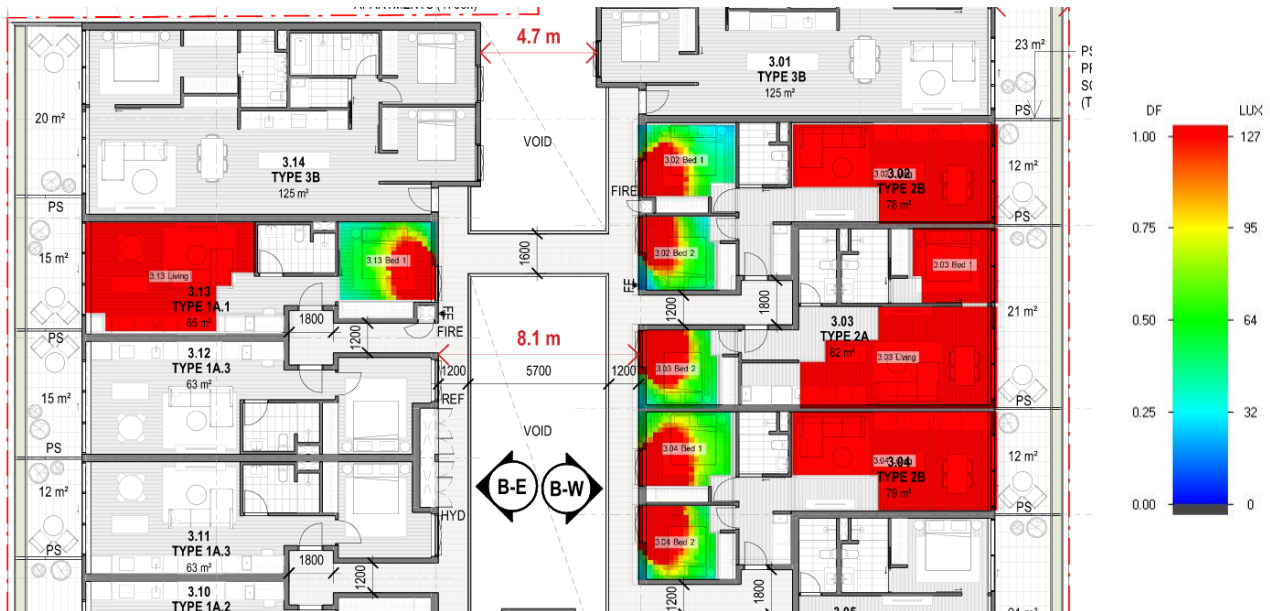 APARTMENTS (1700h)
4.7 m
20 m²
3.14
TYPE 3B
125 m²
VOID
3.01
TYPE 3B
125 m²
23 m²
PS
PS
15 m²
3.13 Living
3.13
TYPE 1A.1
65 m²
3.13 Bed 1
1600
FIRE
3.02 Bed 1
3.02
TYPE 2B
78 m²
12 m²
PS
3.02 Bed 2
3.03 Bed 1
1800
1200
FIRE
1800
1200
PS
8.1 m
3.03
TYPE 2A
82 m²
3.03 Living
21 m²
3.12
TYPE 1A.3
63 m²
15 m²
PS
1200
5700
1200
REF
3.03 Bed 2
PS
VOID
B-E
B-W
3.04 Bed 1
3.04
TYPE 2B
79 m²
12 m²
PS
12 m²
PS
3.11
TYPE 1A.3
63 m²
1800
1200
HYD
3.04 Bed 2
3.10
TYPE 1A.2
1200
1800
DF
LUX
1.00
127
0.75
95
0.50
64
0.25
32
0.00
0